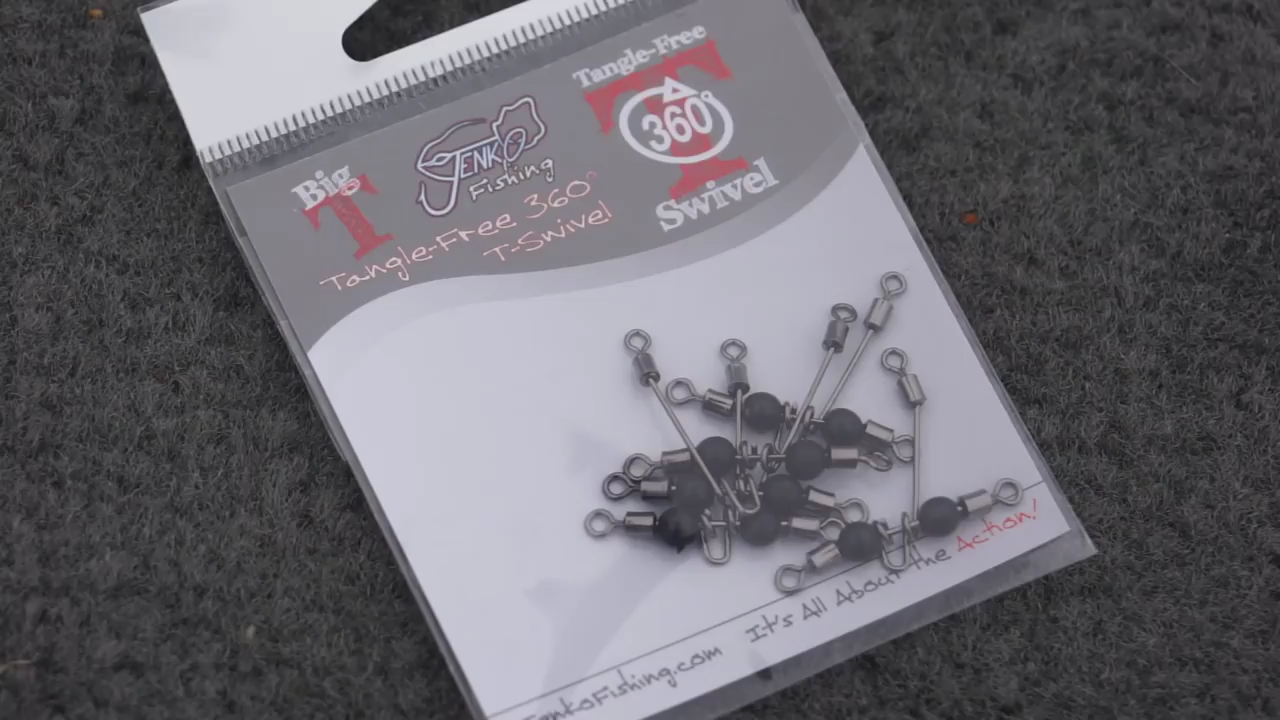 Big
T
JENKO
Fishing
Tangle-Free 360°
T-Swivel
Tangle-Free
T
360°
Swivel
JenkoFishing.com It's All About the Action!